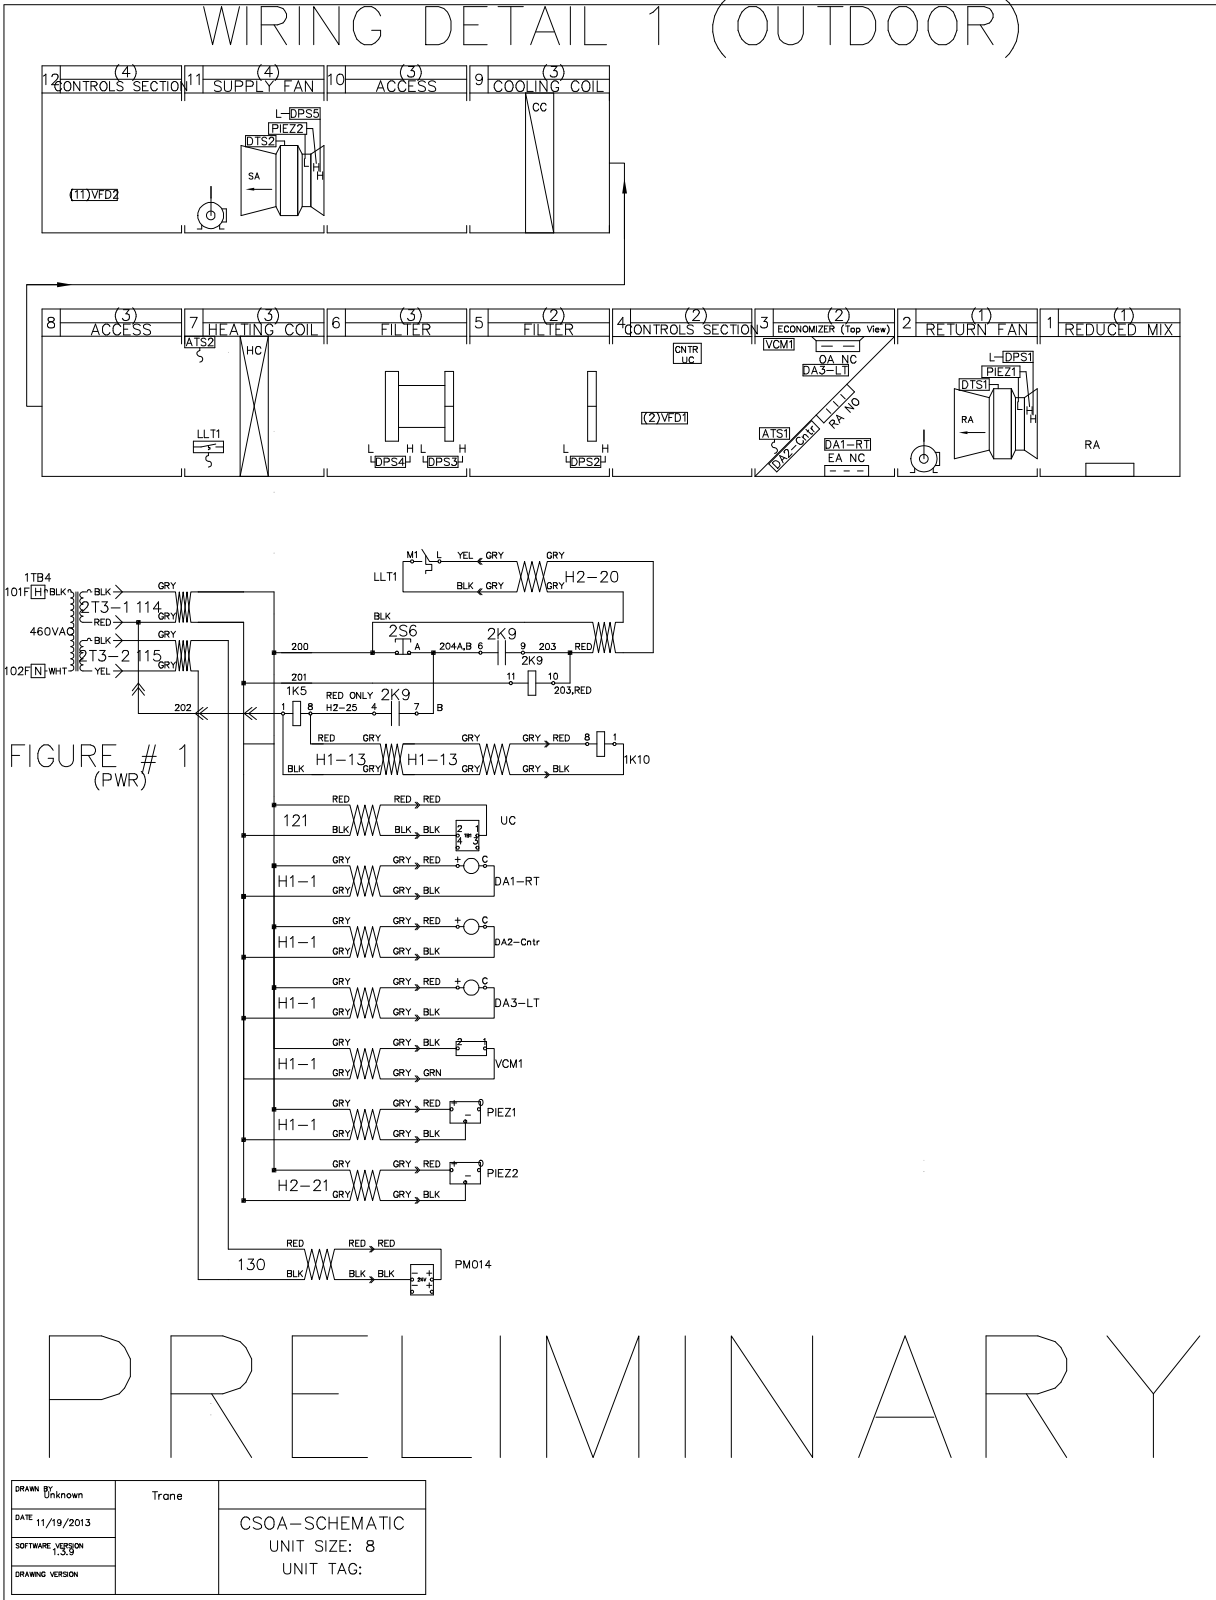 WIRING DETAIL 1 (OUTDOOR)
12 (4) CONTROLS SECTION
11 (4) SUPPLY FAN
10 (3) ACCESS
9 (3) COOLING COIL
CC
L DPS5
PIEZ2
DTS2
H
H
SA
(11)VFD2
8 (3) ACCESS
7 (3) HEATING COIL
6 (3) FILTER
5 (2) FILTER
4 (2) CONTROLS SECTION
3 (2) ECONOMIZER (Top View)
2 (1) RETURN FAN
1 (1) REDUCED MIX
ATS2
HC
CNTR
UC
VCM1
OA NC
DA3-LT
L DPS1
PIEZ1
DTS1
H
H
RA NO
(2)VFD1
RA
LLT1
ATS1
DA2-Cntr
DA1-RT
EA NC
RA
L H L H L H
DPS4 DPS3 DPS2
M1 L YEL GRY GRY
LLT1 H2-20
BLK GRY GRY
1TB4
101F H BLK BLK GRY
2T3-1 114
RED GRY
460VAC
BLK GRY
2T3-2 115
102F N WHT YEL GRY
BLK
2S6 2K9
200 A 204A,B 6 9 203 RED
2K9
201 11 10
203,RED
1K5 RED ONLY 2K9
202 1 8 H2-25 4 7 B
RED GRY GRY GRY RED 8 1
H1-13 H1-13 1K10
BLK GRY GRY GRY BLK
FIGURE # 1
(PWR)
RED RED RED
121 UC
BLK BLK BLK 2 1
4 3
TB1
GRY GRY RED + C
H1-1 DA1-RT
GRY GRY BLK
GRY GRY RED + C
H1-1 DA2-Cntr
GRY GRY BLK
GRY GRY RED + C
H1-1 DA3-LT
GRY GRY BLK
GRY GRY BLK 2 1
H1-1 VCM1
GRY GRY GRN
GRY GRY RED + O
H1-1 - PIEZ1
GRY GRY BLK
GRY GRY RED + O
H2-21 - PIEZ2
GRY GRY BLK
RED RED RED
130 PM014
BLK BLK BLK - +
24V
- +
PRELIMINARY
DRAWN BY Unknown
Trane
DATE 11/19/2013
SOFTWARE VERSION 1.3.9
DRAWING VERSION
CSOA-SCHEMATIC
UNIT SIZE: 8
UNIT TAG: